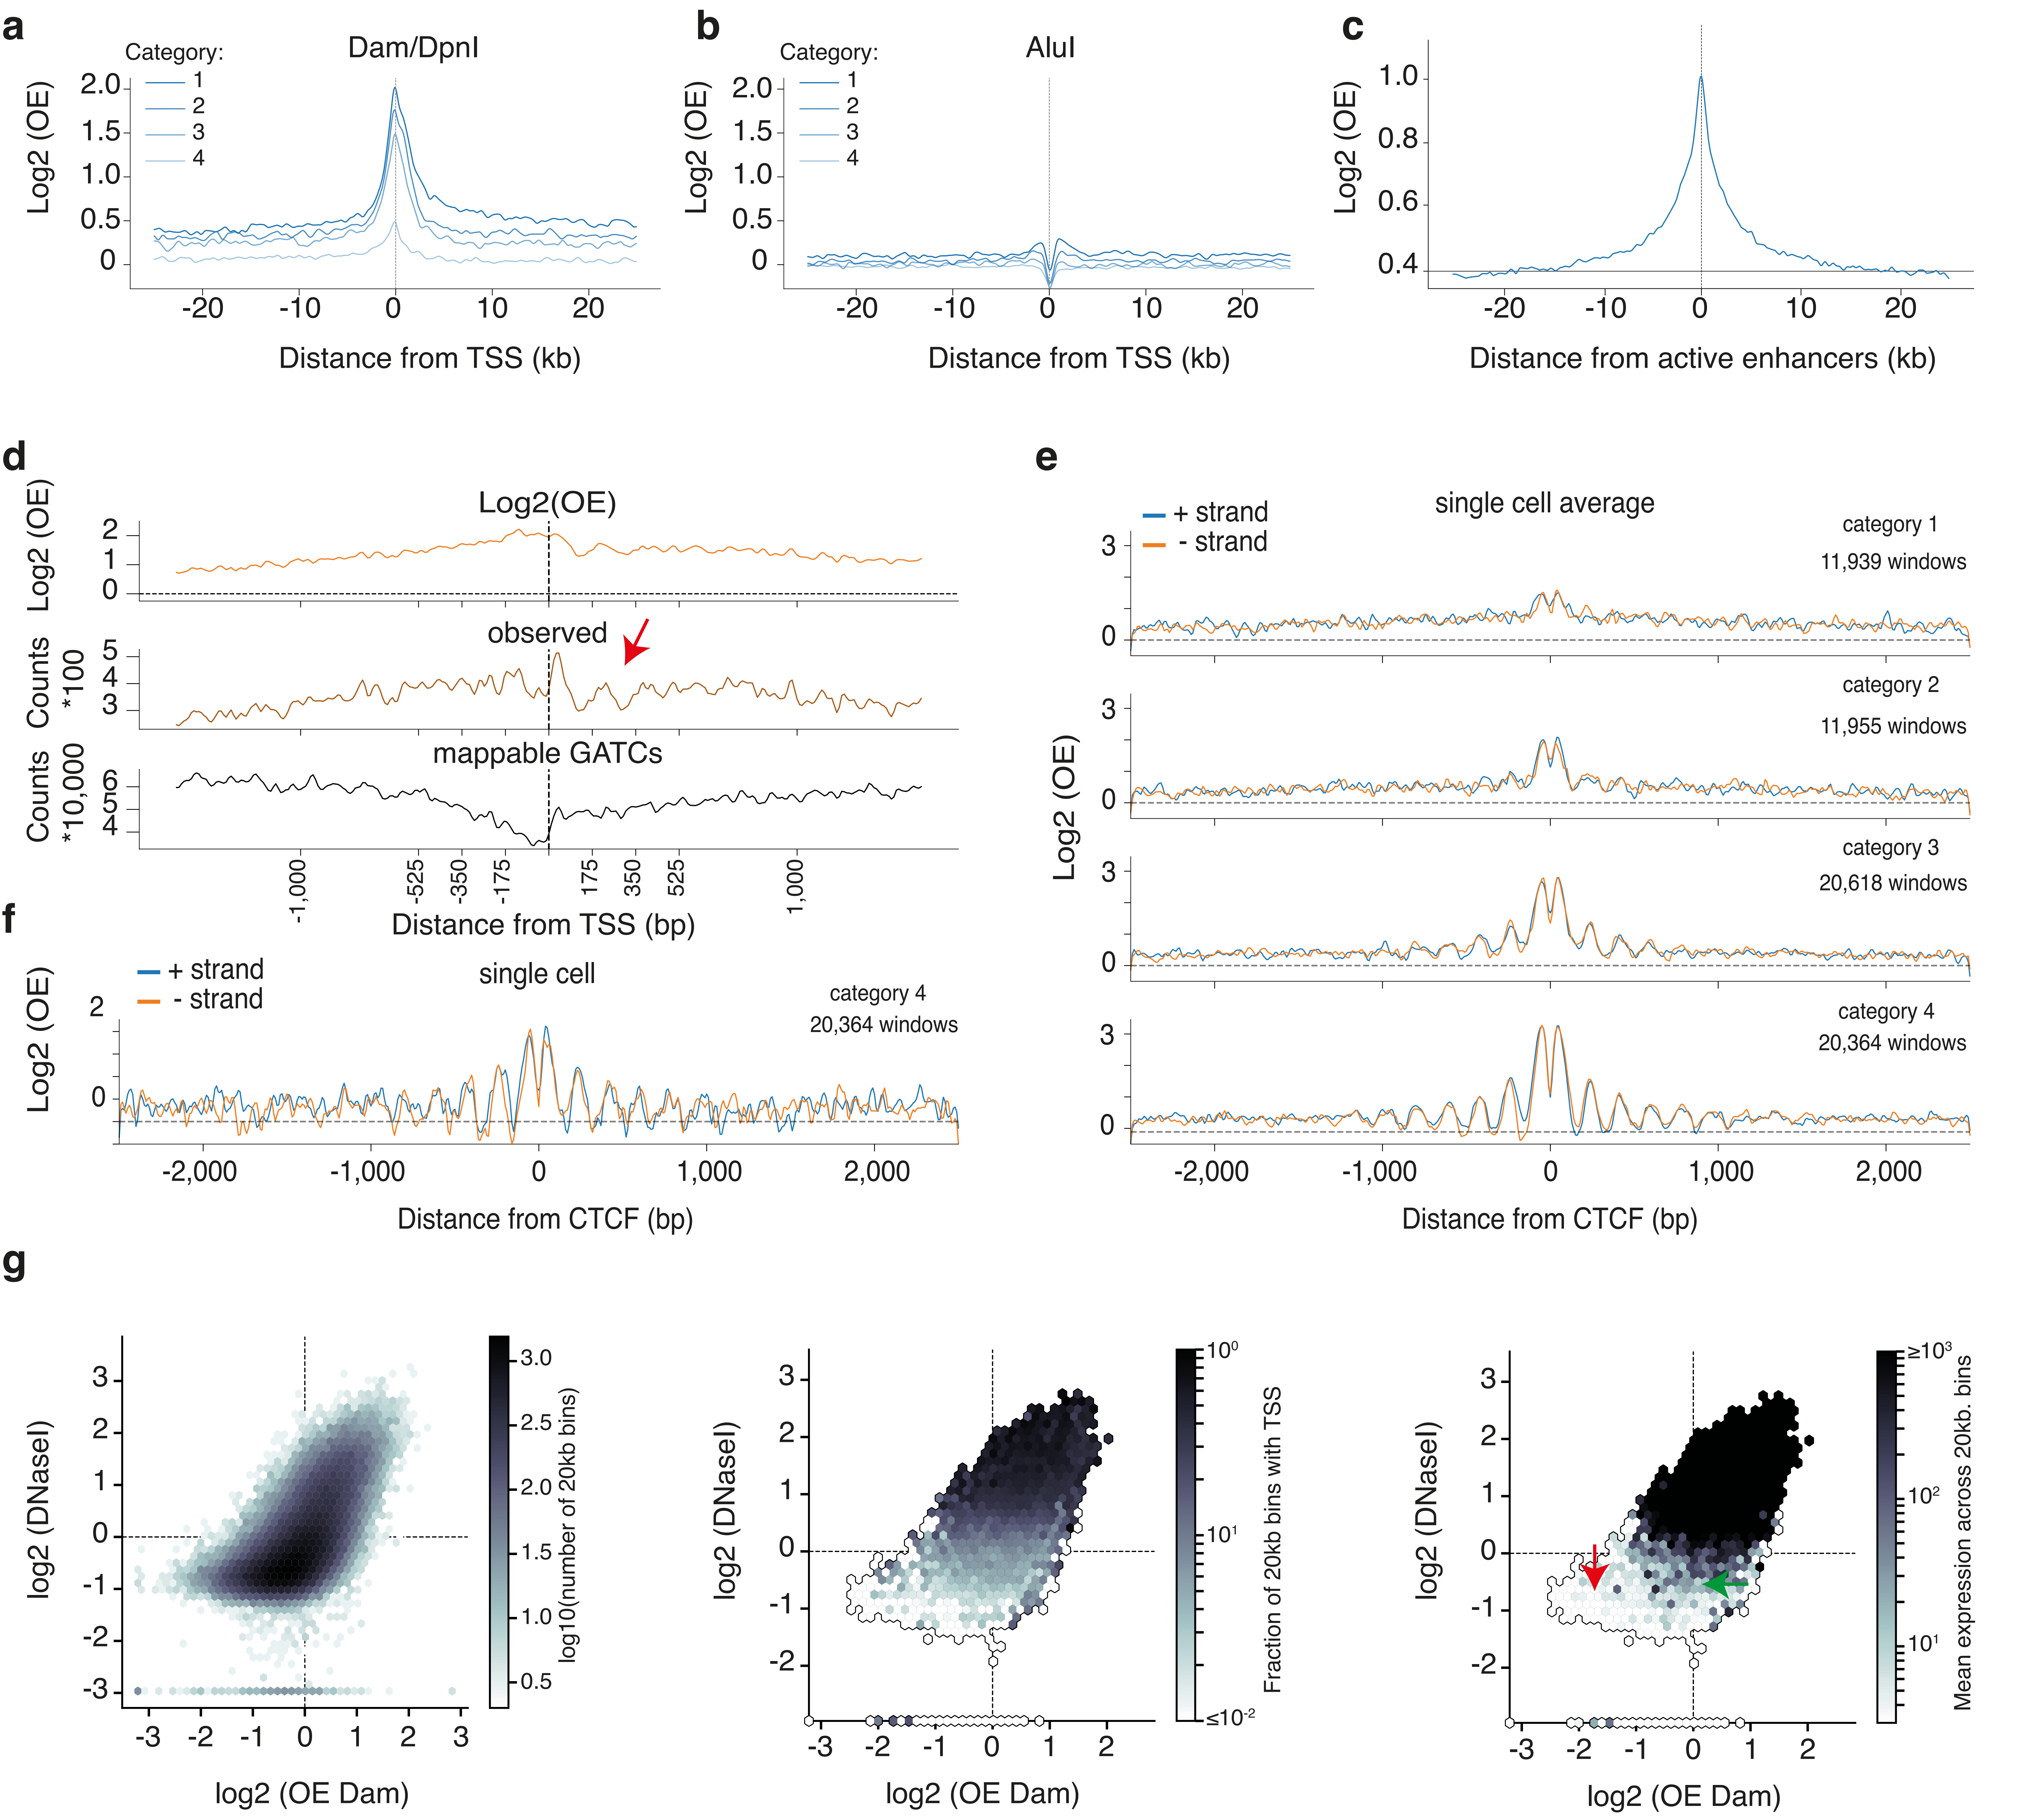 a
Category:
Dam/DpnI
1
2
3
4
Log2 (OE)
2.0
1.5
1.0
0.5
0
-20 -10 0 10 20
Distance from TSS (kb)
b
Category:
AluI
1
2
3
4
Log2 (OE)
2.0
1.5
1.0
0.5
0
-20 -10 0 10 20
Distance from TSS (kb)
c
Log2 (OE)
1.0
0.8
0.6
0.4
-20 -10 0 10 20
Distance from active enhancers (kb)
d
Log2(OE)
Log2 (OE)
2
1
0
observed
Counts
*100
5
4
3
mappable GATCs
Counts
*10,000
6
5
4
-1,000 -525 -350 -175 175 350 525 1,000
Distance from TSS (bp)
e
+ strand
- strand
single cell average
category 1
11,939 windows
3
0
category 2
11,955 windows
3
0
Log2 (OE)
category 3
20,618 windows
3
0
category 4
20,364 windows
3
0
-2,000 -1,000 0 1,000 2,000
Distance from CTCF (bp)
f
+ strand
- strand
single cell
category 4
20,364 windows
Log2 (OE)
2
0
-2,000 -1,000 0 1,000 2,000
Distance from CTCF (bp)
g
log2 (DNaseI)
3
2
1
0
-1
-2
-3
-3 -2 -1 0 1 2 3
log2 (OE Dam)
3.0
2.5
2.0
1.5
1.0
0.5
log10(number of 20kb bins)
log2 (DNaseI)
3
2
1
0
-1
-2
-3 -2 -1 0 1 2
log2 (OE Dam)
10⁰
10¹
≤10⁻²
Fraction of 20kb bins with TSS
log2 (DNaseI)
3
2
1
0
-1
-2
-3 -2 -1 0 1 2
log2 (OE Dam)
≥10³
10²
10¹
Mean expression across 20kb. bins